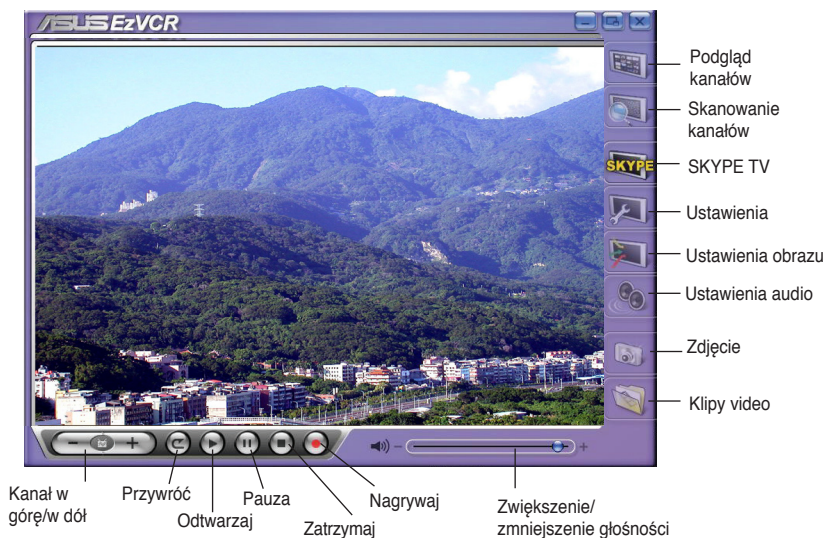 ASUS EzVCR
Podgląd
kanałów
Skanowanie
kanałów
SKYPE
SKYPE TV
Ustawienia
Ustawienia obrazu
Ustawienia audio
Zdjęcie
Klipy video
Kanał w
górę/w dół
Przywróć
Odtwarzaj
Pauza
Zatrzymaj
Nagrywaj
Zwiększenie/
zmniejszenie głośności